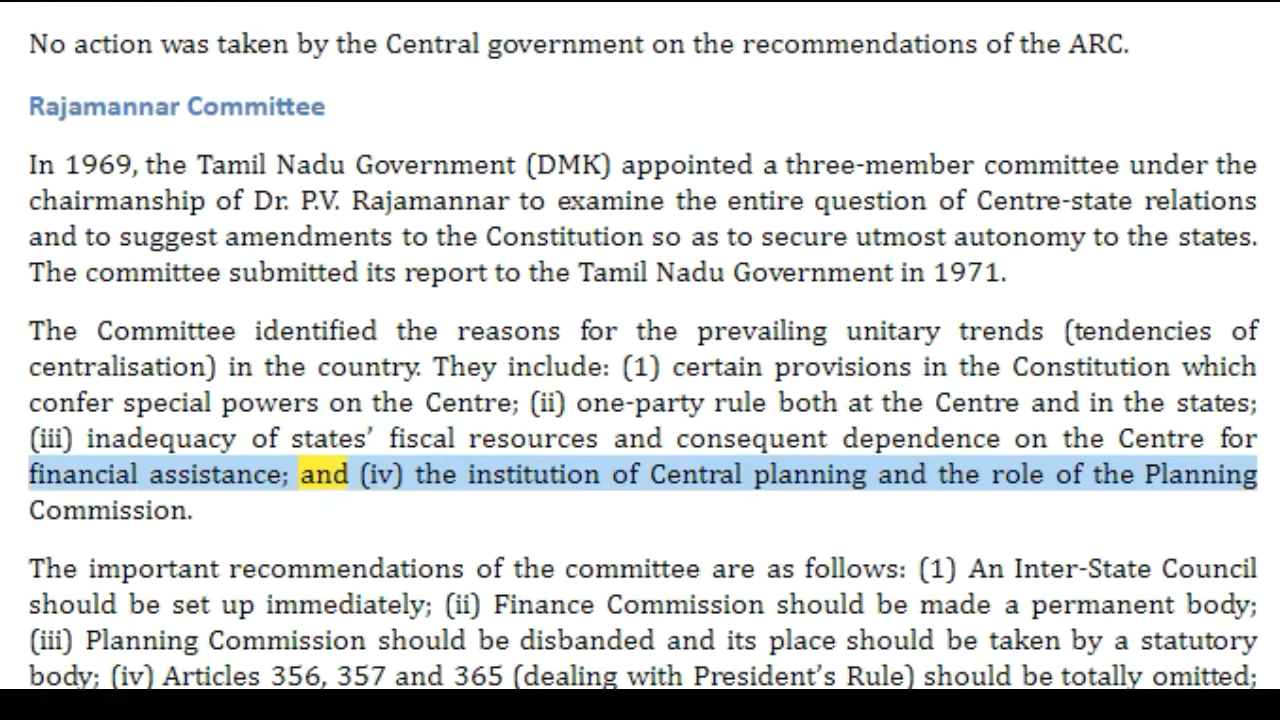 No action was taken by the Central government on the recommendations of the ARC.
Rajamannar Committee
In 1969, the Tamil Nadu Government (DMK) appointed a three-member committee under the
chairmanship of Dr. P.V. Rajamannar to examine the entire question of Centre-state relations
and to suggest amendments to the Constitution so as to secure utmost autonomy to the states.
The committee submitted its report to the Tamil Nadu Government in 1971.
The Committee identified the reasons for the prevailing unitary trends (tendencies of
centralisation) in the country. They include: (1) certain provisions in the Constitution which
confer special powers on the Centre; (ii) one-party rule both at the Centre and in the states;
(iii) inadequacy of states’ fiscal resources and consequent dependence on the Centre for
financial assistance; and (iv) the institution of Central planning and the role of the Planning
Commission.
The important recommendations of the committee are as follows: (1) An Inter-State Council
should be set up immediately; (ii) Finance Commission should be made a permanent body;
(iii) Planning Commission should be disbanded and its place should be taken by a statutory
body; (iv) Articles 356, 357 and 365 (dealing with President’s Rule) should be totally omitted;